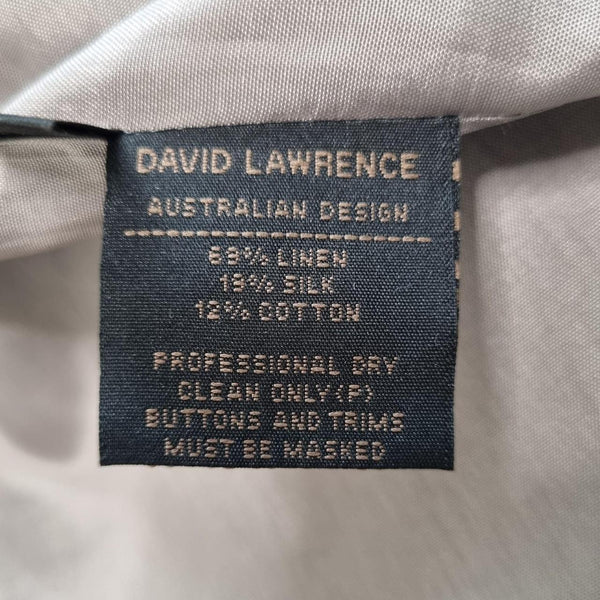 DAVID LAWRENCE
AUSTRALIAN DESIGN
69% LINEN
19% SILK
12% COTTON
PROFESSIONAL DRY
CLEAN ONLY(P)
BUTTONS AND TRIMS
MUST BE MASKED